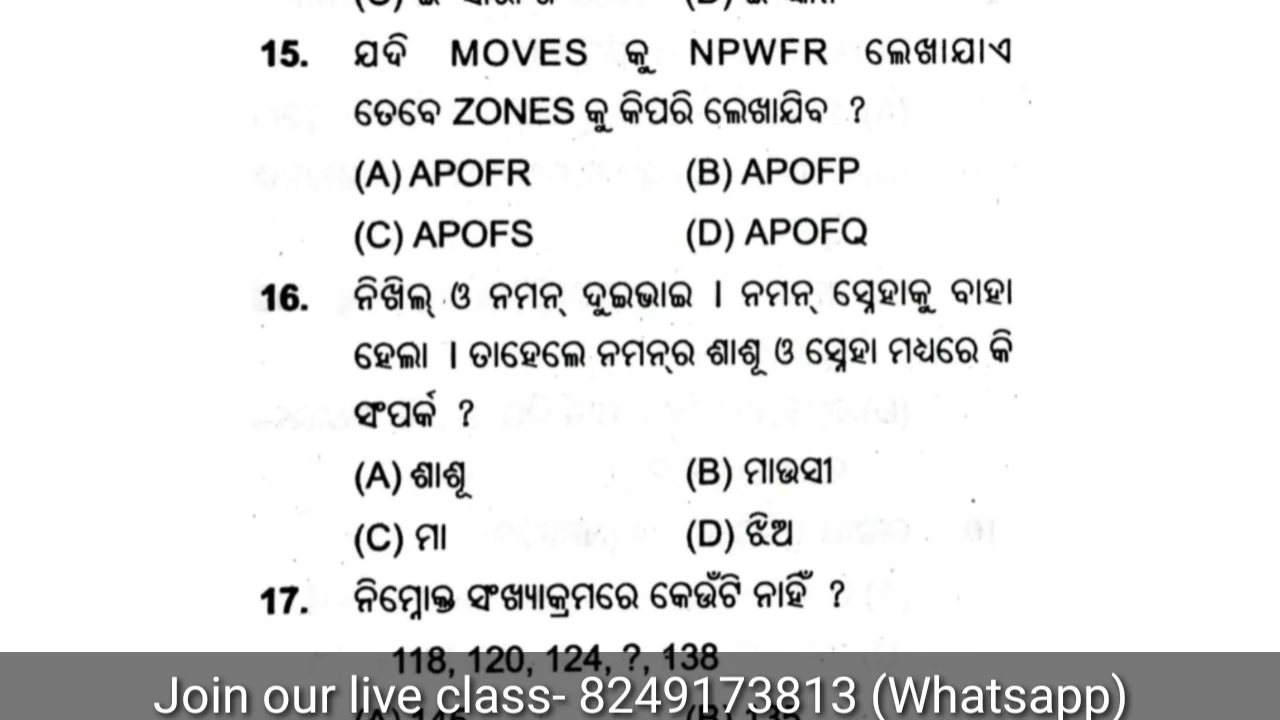 15. ଯଦି MOVES କୁ NPWFR ଲେଖାଯାଏ
ତେବେ ZONES କୁ କିପରି ଲେଖାଯିବ ?
(A) APOFR (B) APOFP
(C) APOFS (D) APOFQ
16. ନିଖିଲ୍ ଓ ନମନ୍ ଦୁଇଭାଇ । ନମନ୍ ସ୍ନେହାକୁ ବାହା
ହେଲା । ତାହେଲେ ନମନ୍‌ର ଶାଶୂ ଓ ସ୍ନେହା ମଧ୍ୟରେ କି
ସଂପର୍କ ?
(A) ଶାଶୂ (B) ମାଉସୀ
(C) ମା (D) ଝିଅ
17. ନିମ୍ନୋକ୍ତ ସଂଖ୍ୟାକ୍ରମରେ କେଉଁଟି ନାହିଁ ?
118, 120, 124, ?, 138
Join our live class- 8249173813 (Whatsapp)